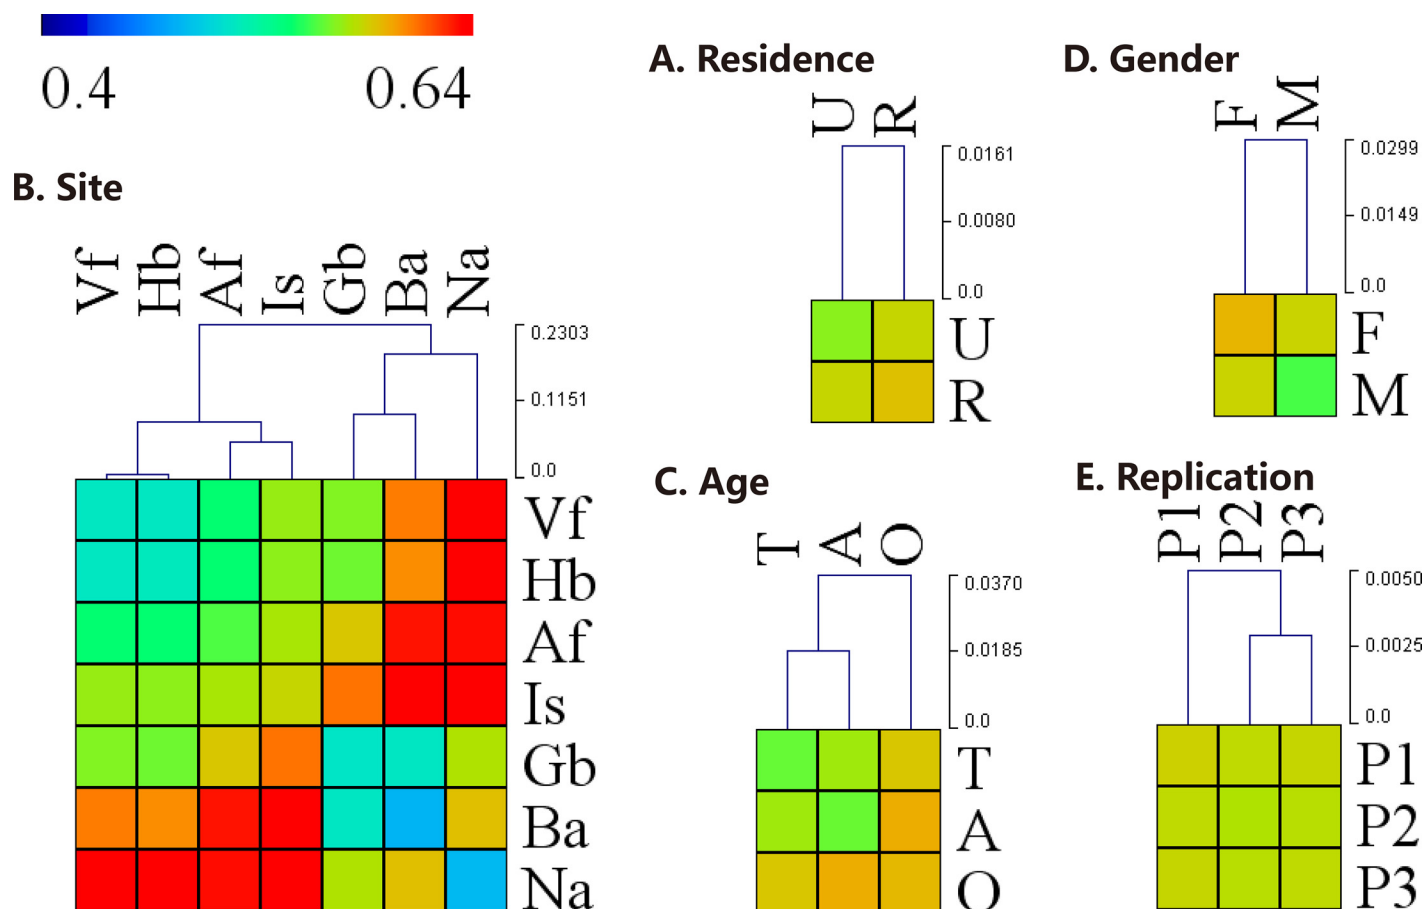 0.4 0.64
A. Residence
U R
0.0161
0.0080
0.0
U
R
D. Gender
F M
0.0299
0.0149
0.0
F
M
B. Site
Vf Hb Af Is Gb Ba Na
0.2303
0.1151
0.0
Vf
Hb
Af
Is
Gb
Ba
Na
C. Age
T A O
0.0370
0.0185
0.0
T
A
O
E. Replication
P1 P2 P3
0.0050
0.0025
0.0
P1
P2
P3